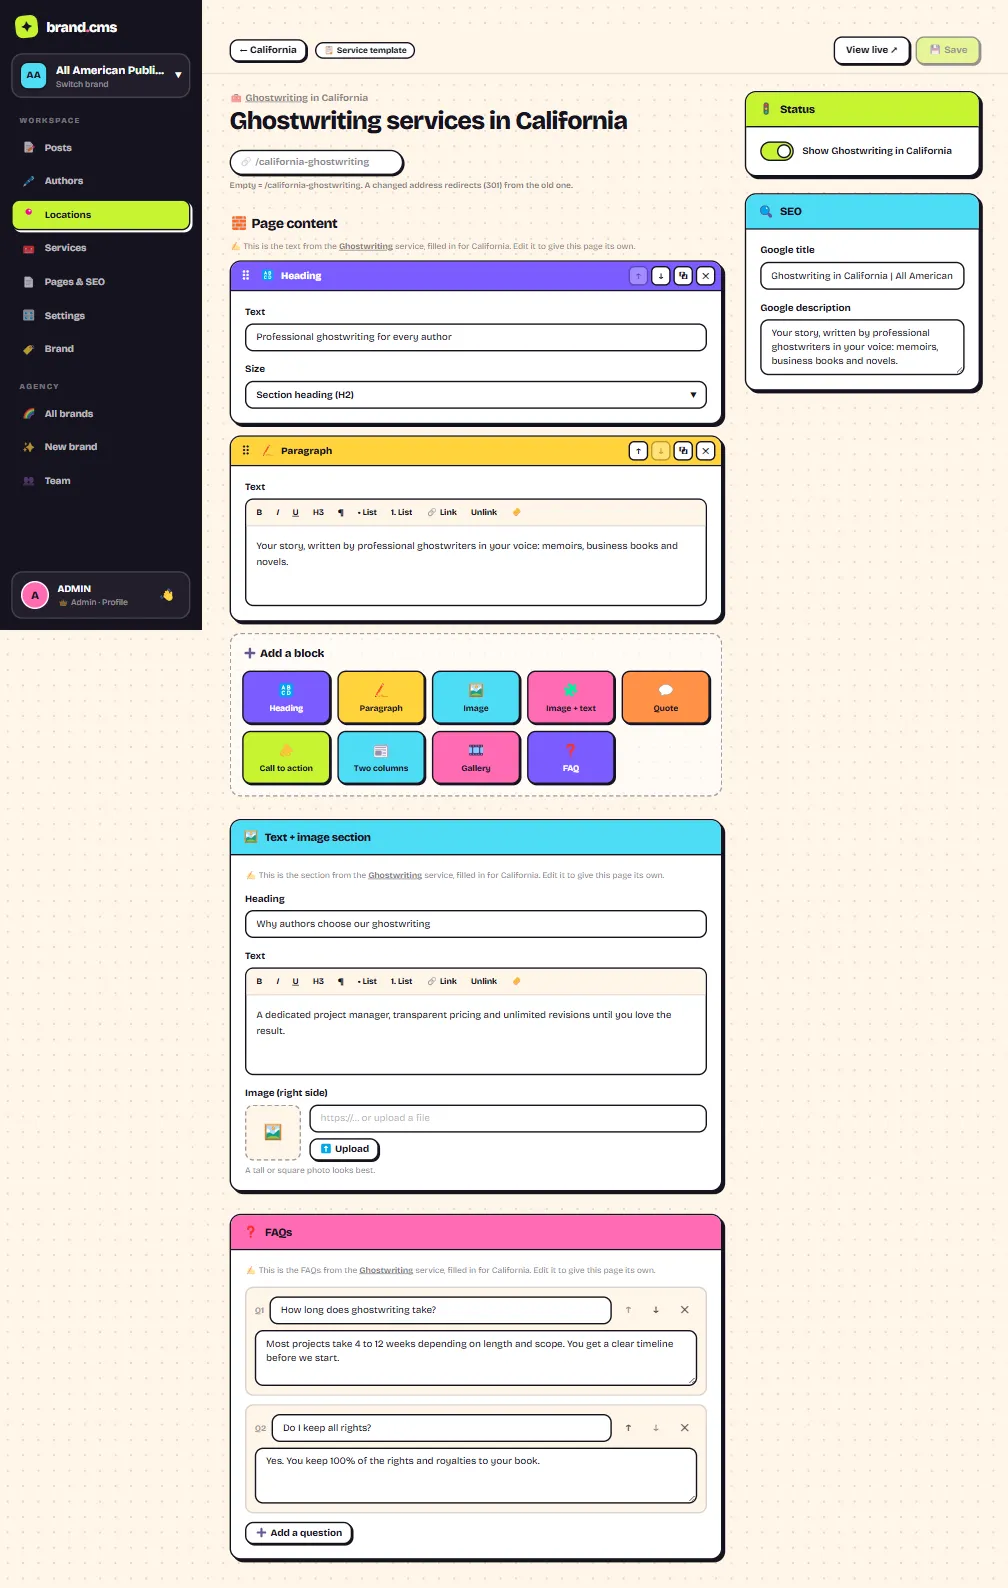 brand.cms
AA
All American Publi...
Switch brand
▼
WORKSPACE
Posts
Authors
Locations
Services
Pages & SEO
Settings
Brand
AGENCY
All brands
New brand
Team
A
ADMIN
Admin · Profile
← California
Service template
View live ↗
Save
Ghostwriting in California
Ghostwriting services in California
/california-ghostwriting
Empty = /california-ghostwriting. A changed address redirects (301) from the old one.
Page content
This is the text from the Ghostwriting service, filled in for California. Edit it to give this page its own.
Heading
Text
Professional ghostwriting for every author
Size
Section heading (H2)
Paragraph
Text
B I U H3 ¶ • List 1. List Link Unlink
Your story, written by professional ghostwriters in your voice: memoirs, business books and
novels.
Add a block
Heading
Paragraph
Image
Image + text
Quote
Call to action
Two columns
Gallery
FAQ
Text + image section
This is the section from the Ghostwriting service, filled in for California. Edit it to give this page its own.
Heading
Why authors choose our ghostwriting
Text
B I U H3 ¶ • List 1. List Link Unlink
A dedicated project manager, transparent pricing and unlimited revisions until you love the
result.
Image (right side)
https://... or upload a file
Upload
A tall or square photo looks best.
FAQs
This is the FAQs from the Ghostwriting service, filled in for California. Edit it to give this page its own.
Q1
How long does ghostwriting take?
Most projects take 4 to 12 weeks depending on length and scope. You get a clear timeline
before we start.
Q2
Do I keep all rights?
Yes. You keep 100% of the rights and royalties to your book.
Add a question
Status
Show Ghostwriting in California
SEO
Google title
Ghostwriting in California | All American
Google description
Your story, written by professional
ghostwriters in your voice: memoirs,
business books and novels.